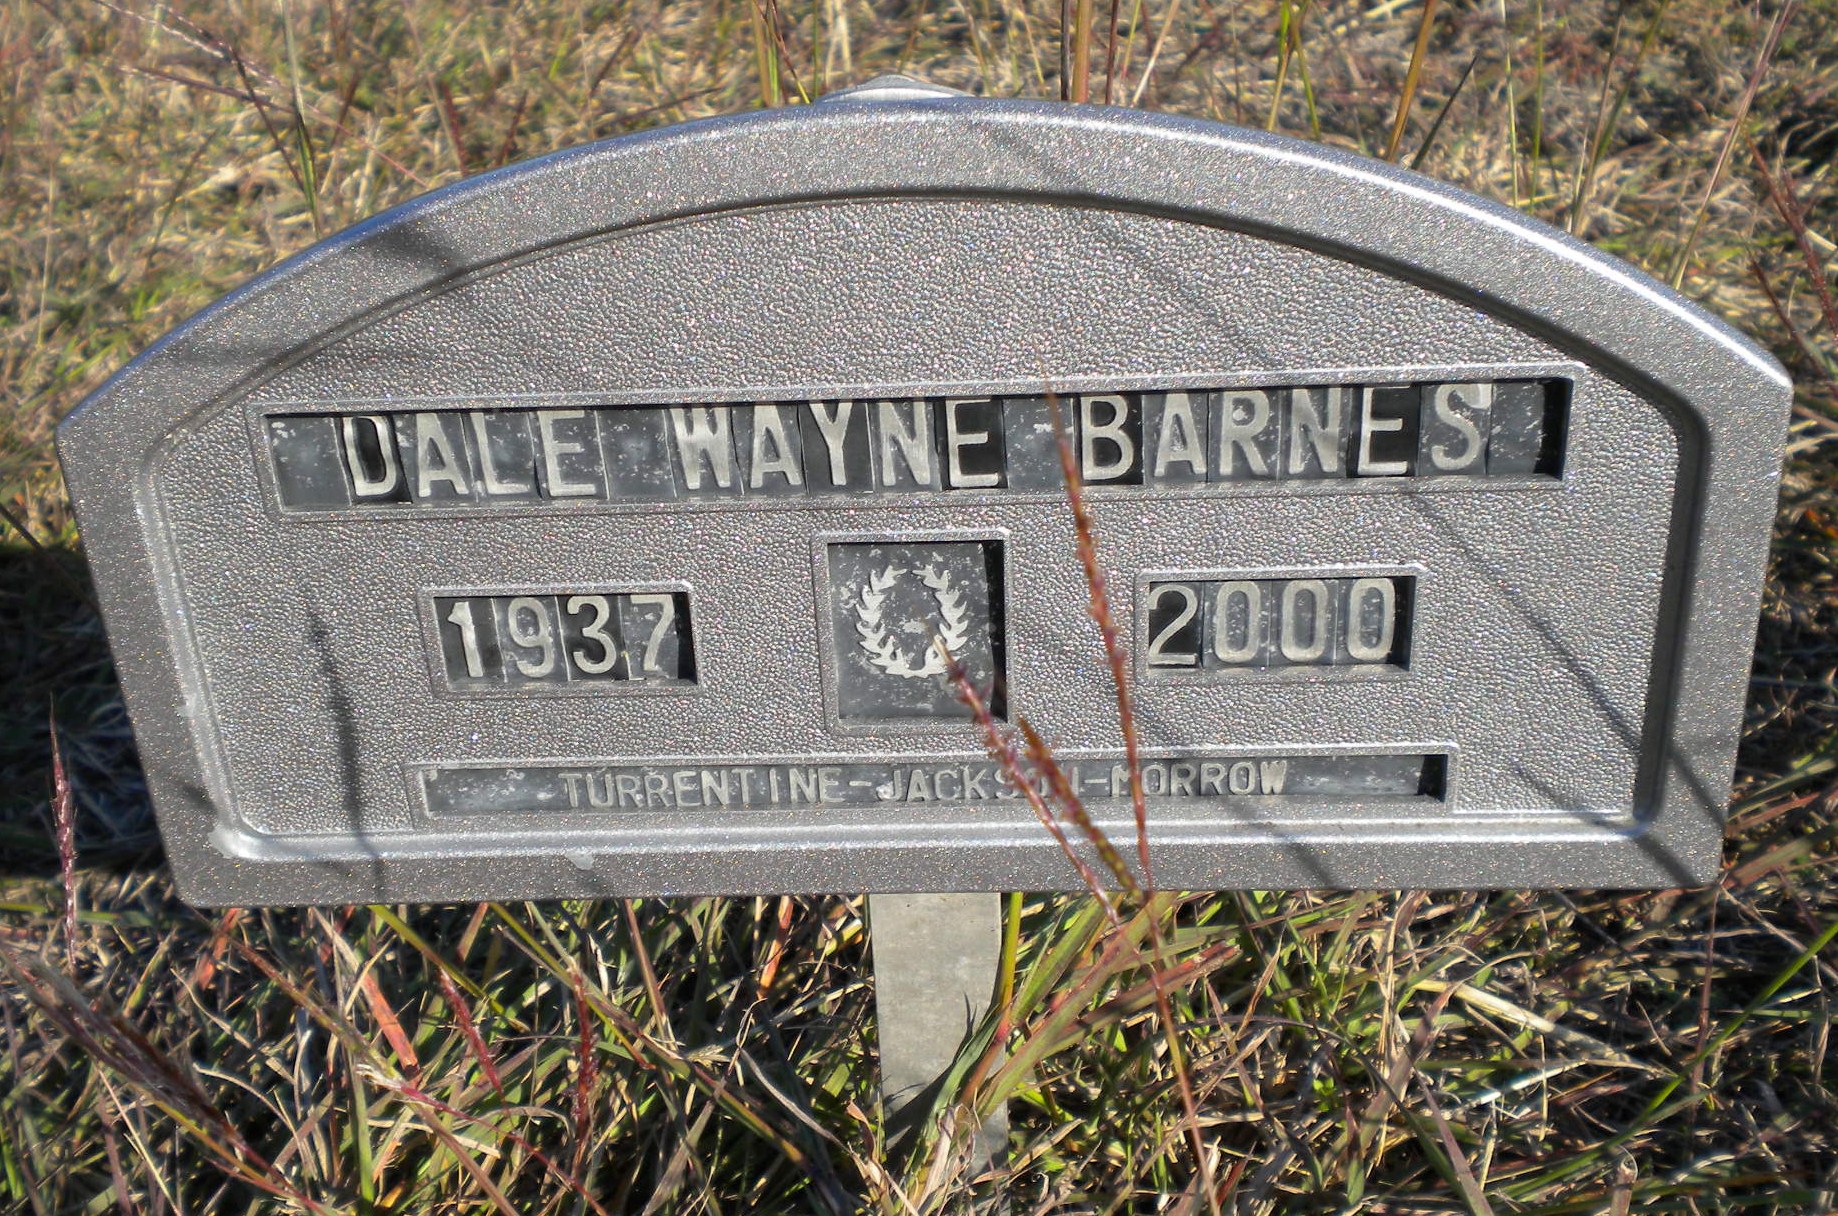 DALE WAYNE BARNES
1937 2000
TURRENTINE-JACKSON-MORROW